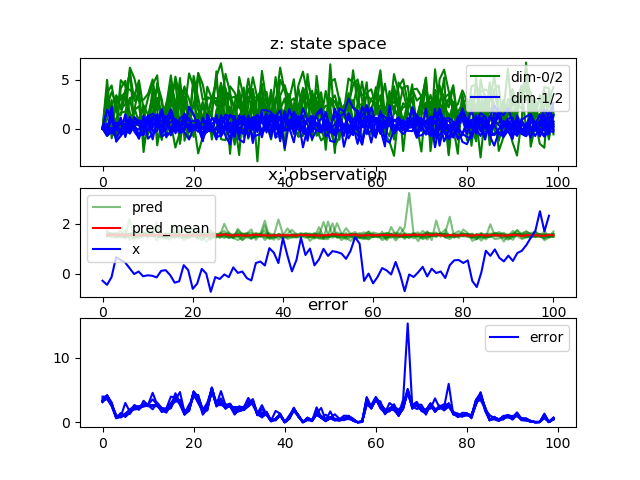 z: state space
5
0
dim-0/2
dim-1/2
0 20 40 60 80 100
x: observation
2
0
pred
pred_mean
x
0 20 40 60 80 100
error
10
0
error
0 20 40 60 80 100